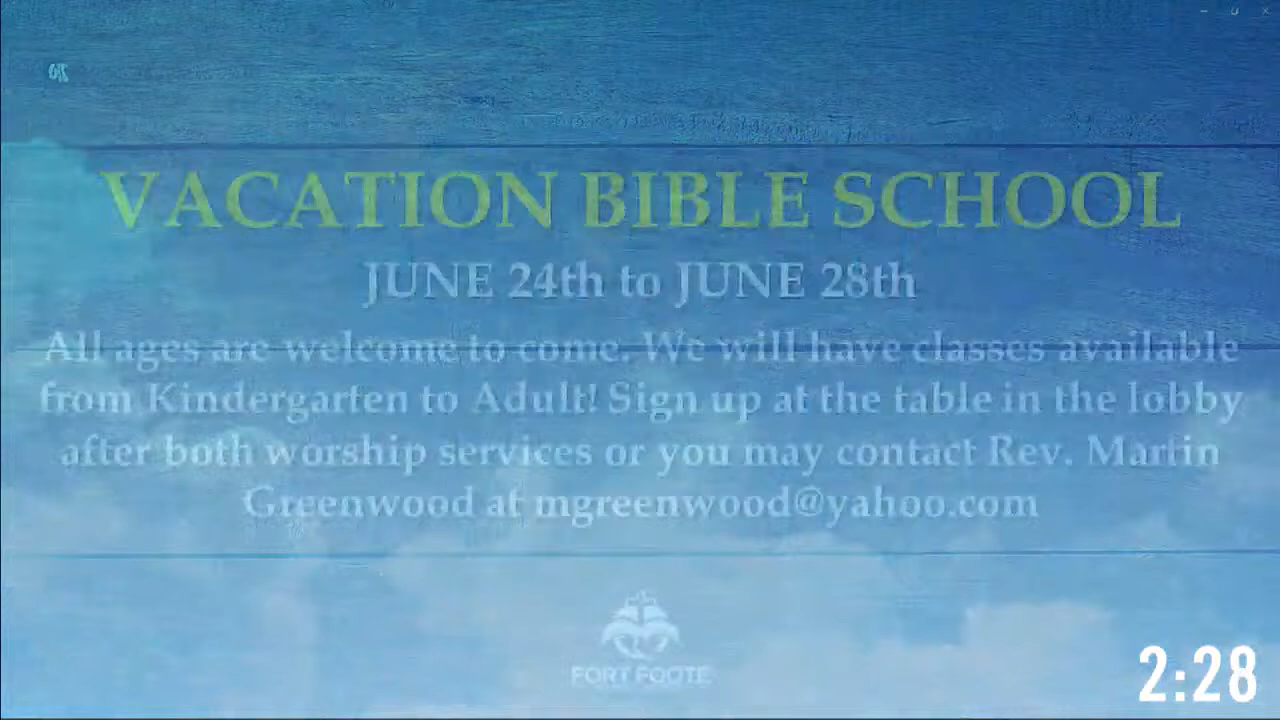 VACATION BIBLE SCHOOL
JUNE 24th to JUNE 28th
All ages are welcome to come. We will have classes available
from Kindergarten to Adult! Sign up at the table in the lobby
after both worship services or you may contact Rev. Martin
Greenwood at mgreenwood@yahoo.com
FORT FOOTE
2:28